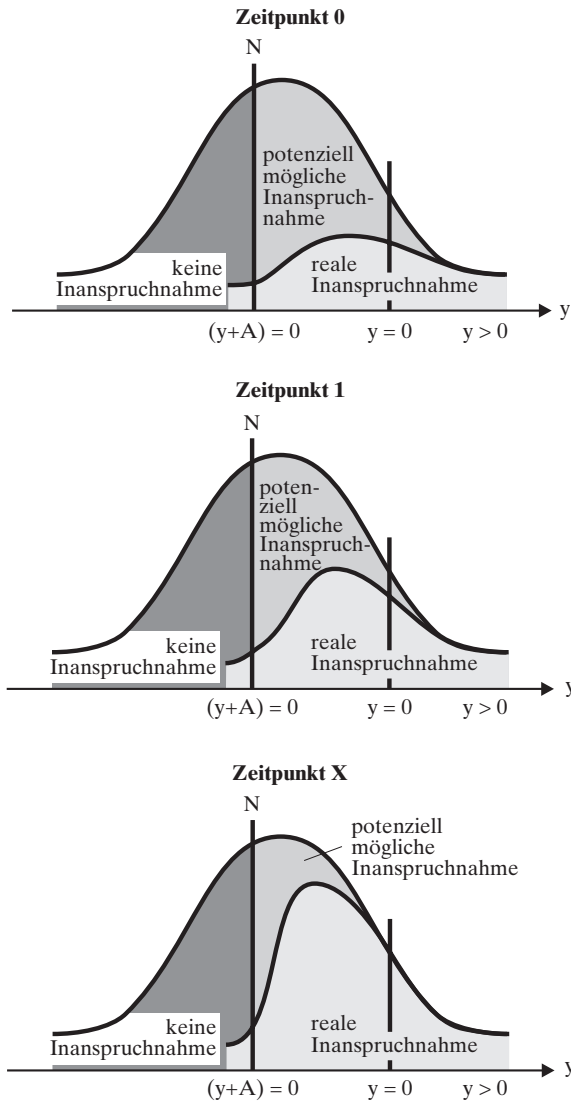 Zeitpunkt 0
N
potenziell
mögliche
Inanspruch-
nahme
keine
Inanspruchnahme
reale
Inanspruchnahme
y
(y+A) = 0
y = 0
y > 0
Zeitpunkt 1
N
poten-
ziell
mögliche
Inanspruch-
nahme
keine
Inanspruchnahme
reale
Inanspruchnahme
y
(y+A) = 0
y = 0
y > 0
Zeitpunkt X
N
potenziell
mögliche
Inanspruchnahme
keine
Inanspruchnahme
reale
Inanspruchnahme
y
(y+A) = 0
y = 0
y > 0